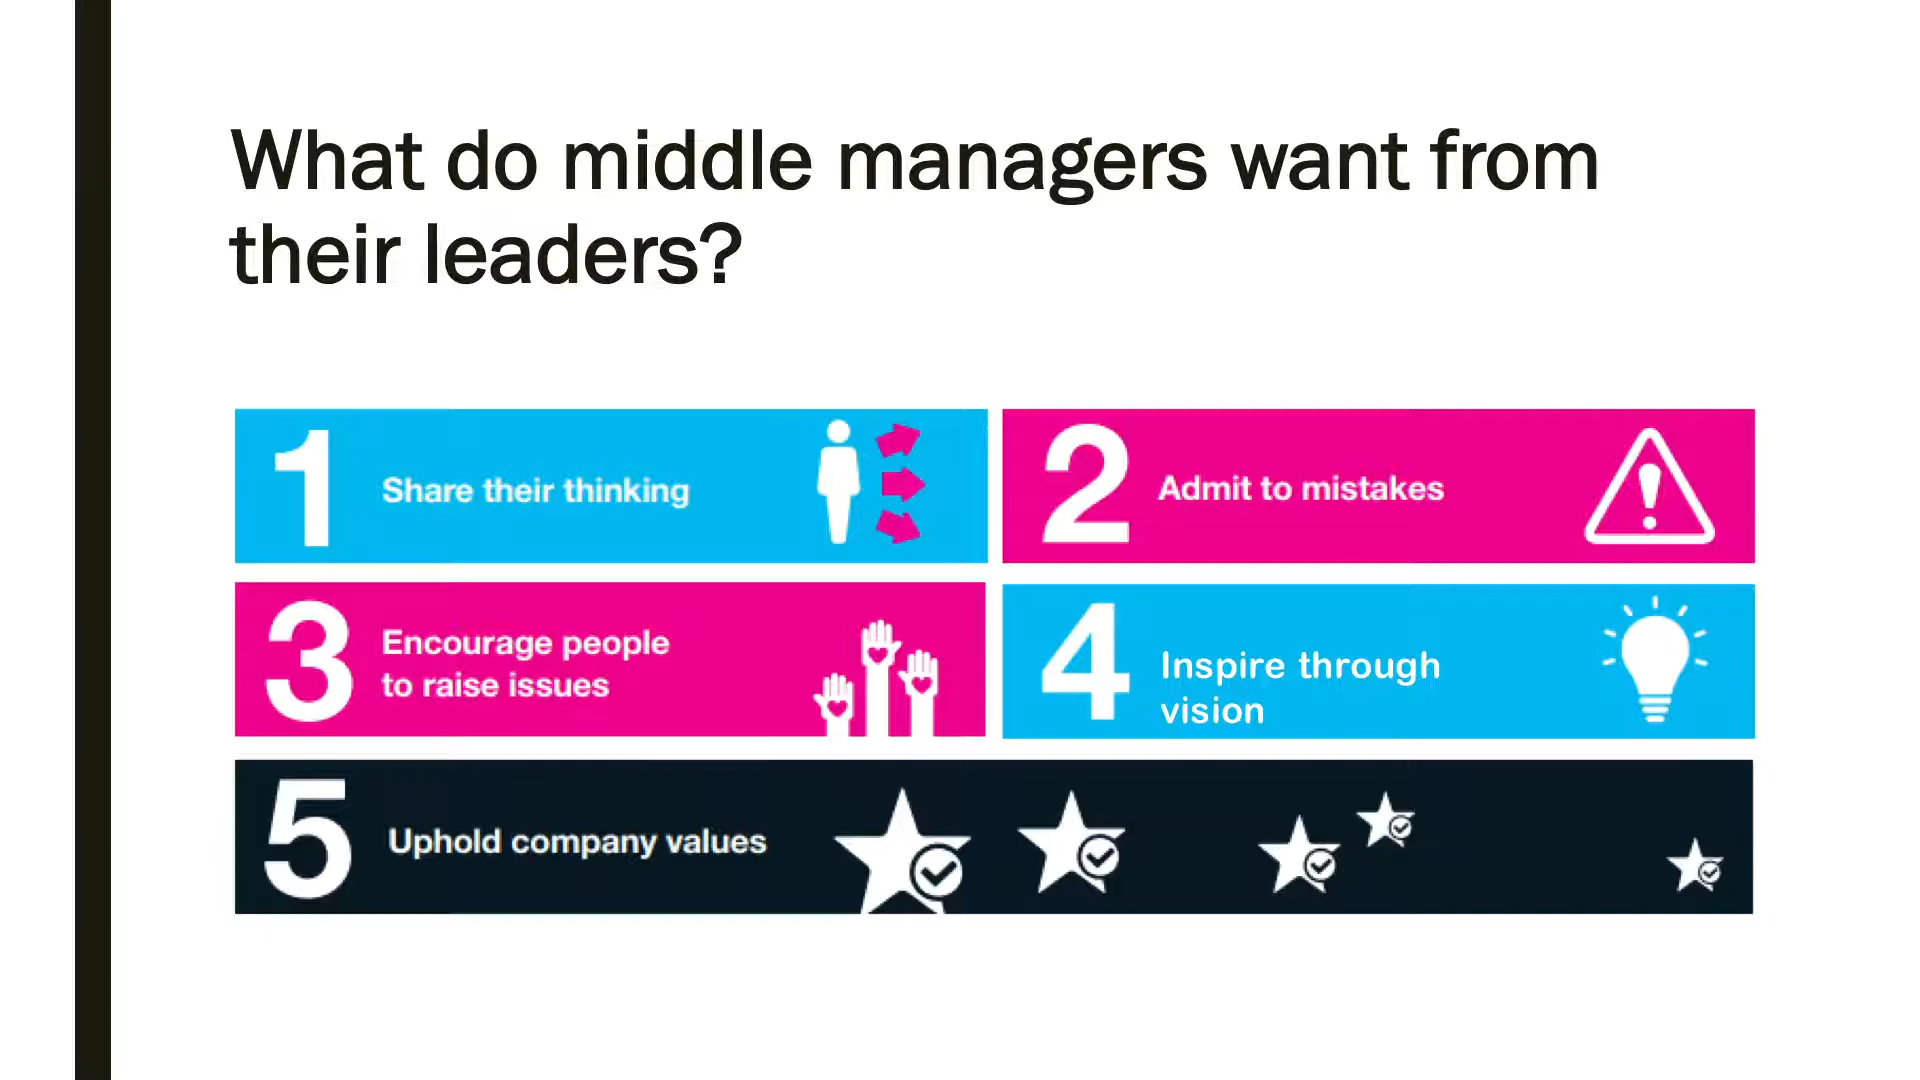 What do middle managers want from
their leaders?
1
Share their thinking
2
Admit to mistakes
3
Encourage people
to raise issues
4
Inspire through
vision
5
Uphold company values